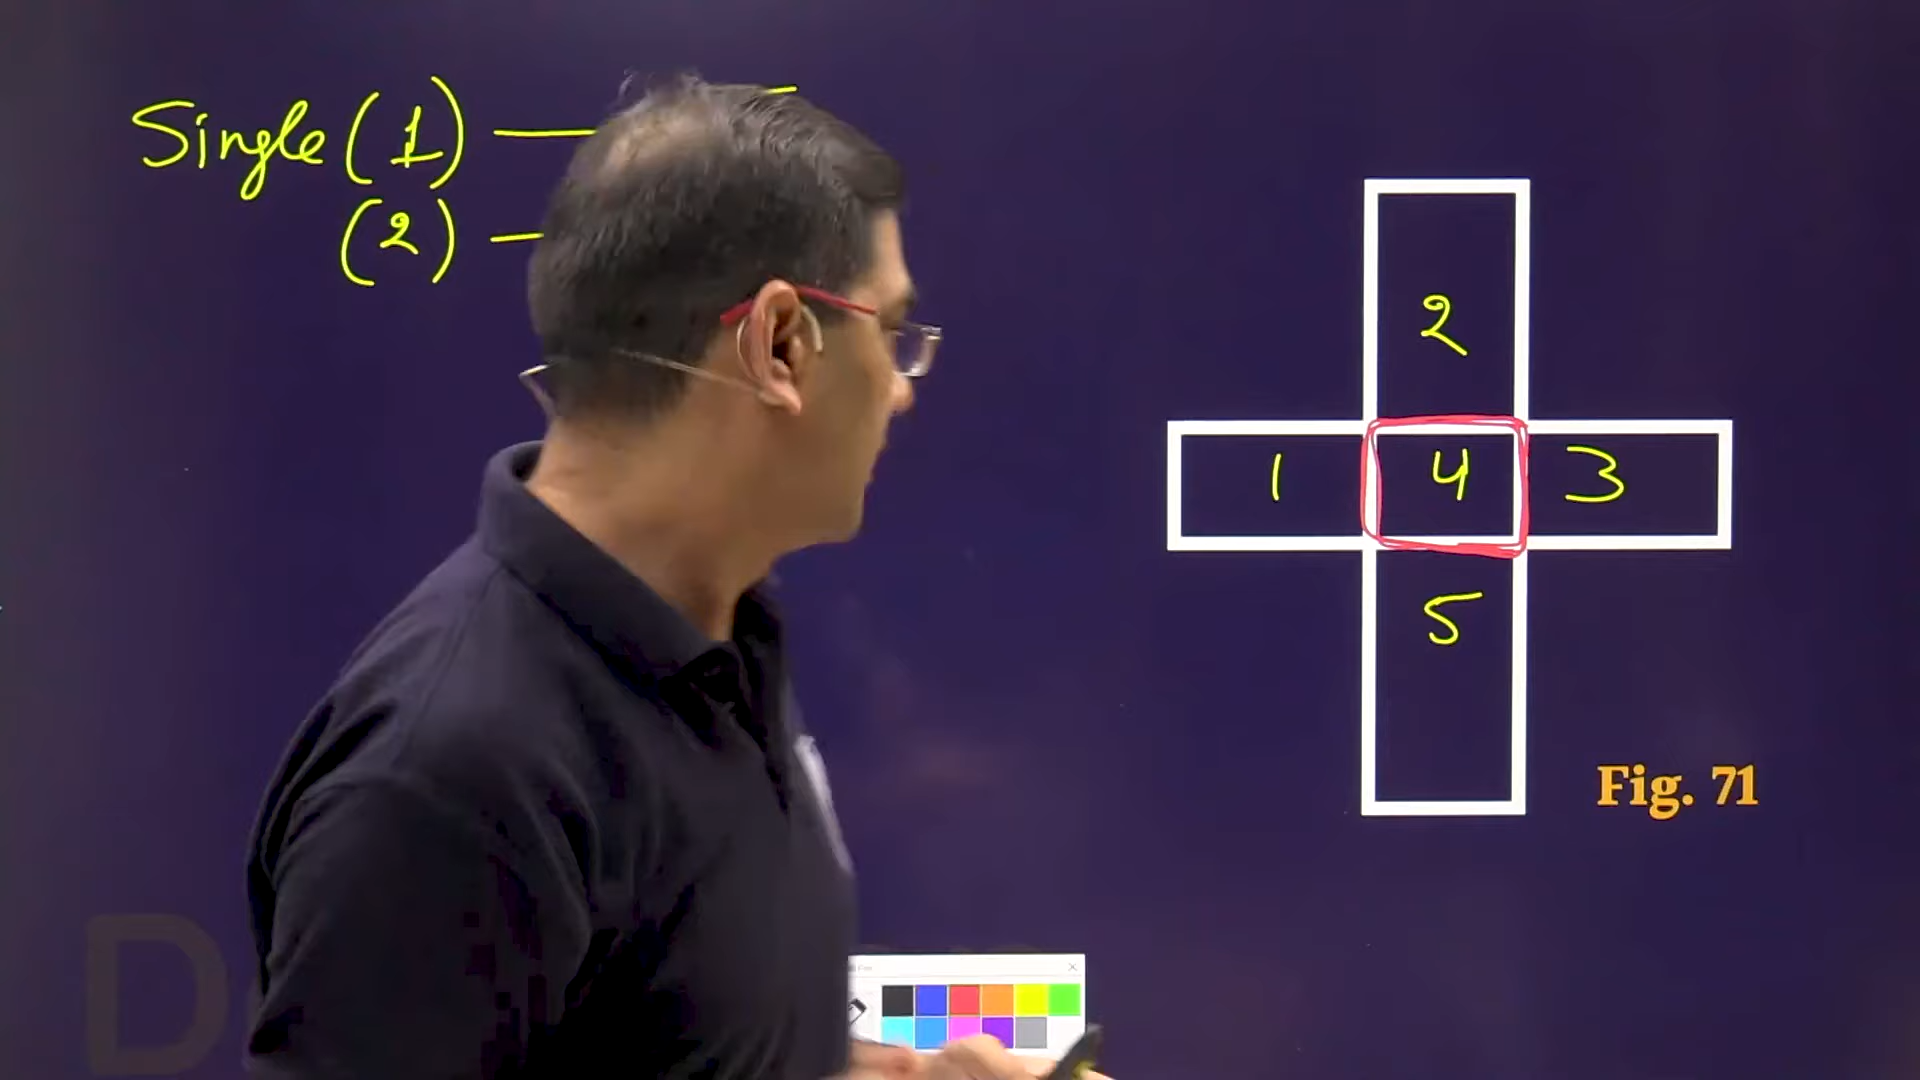 Single (1) —
(2) —
2
1 4 3
5
Fig. 71